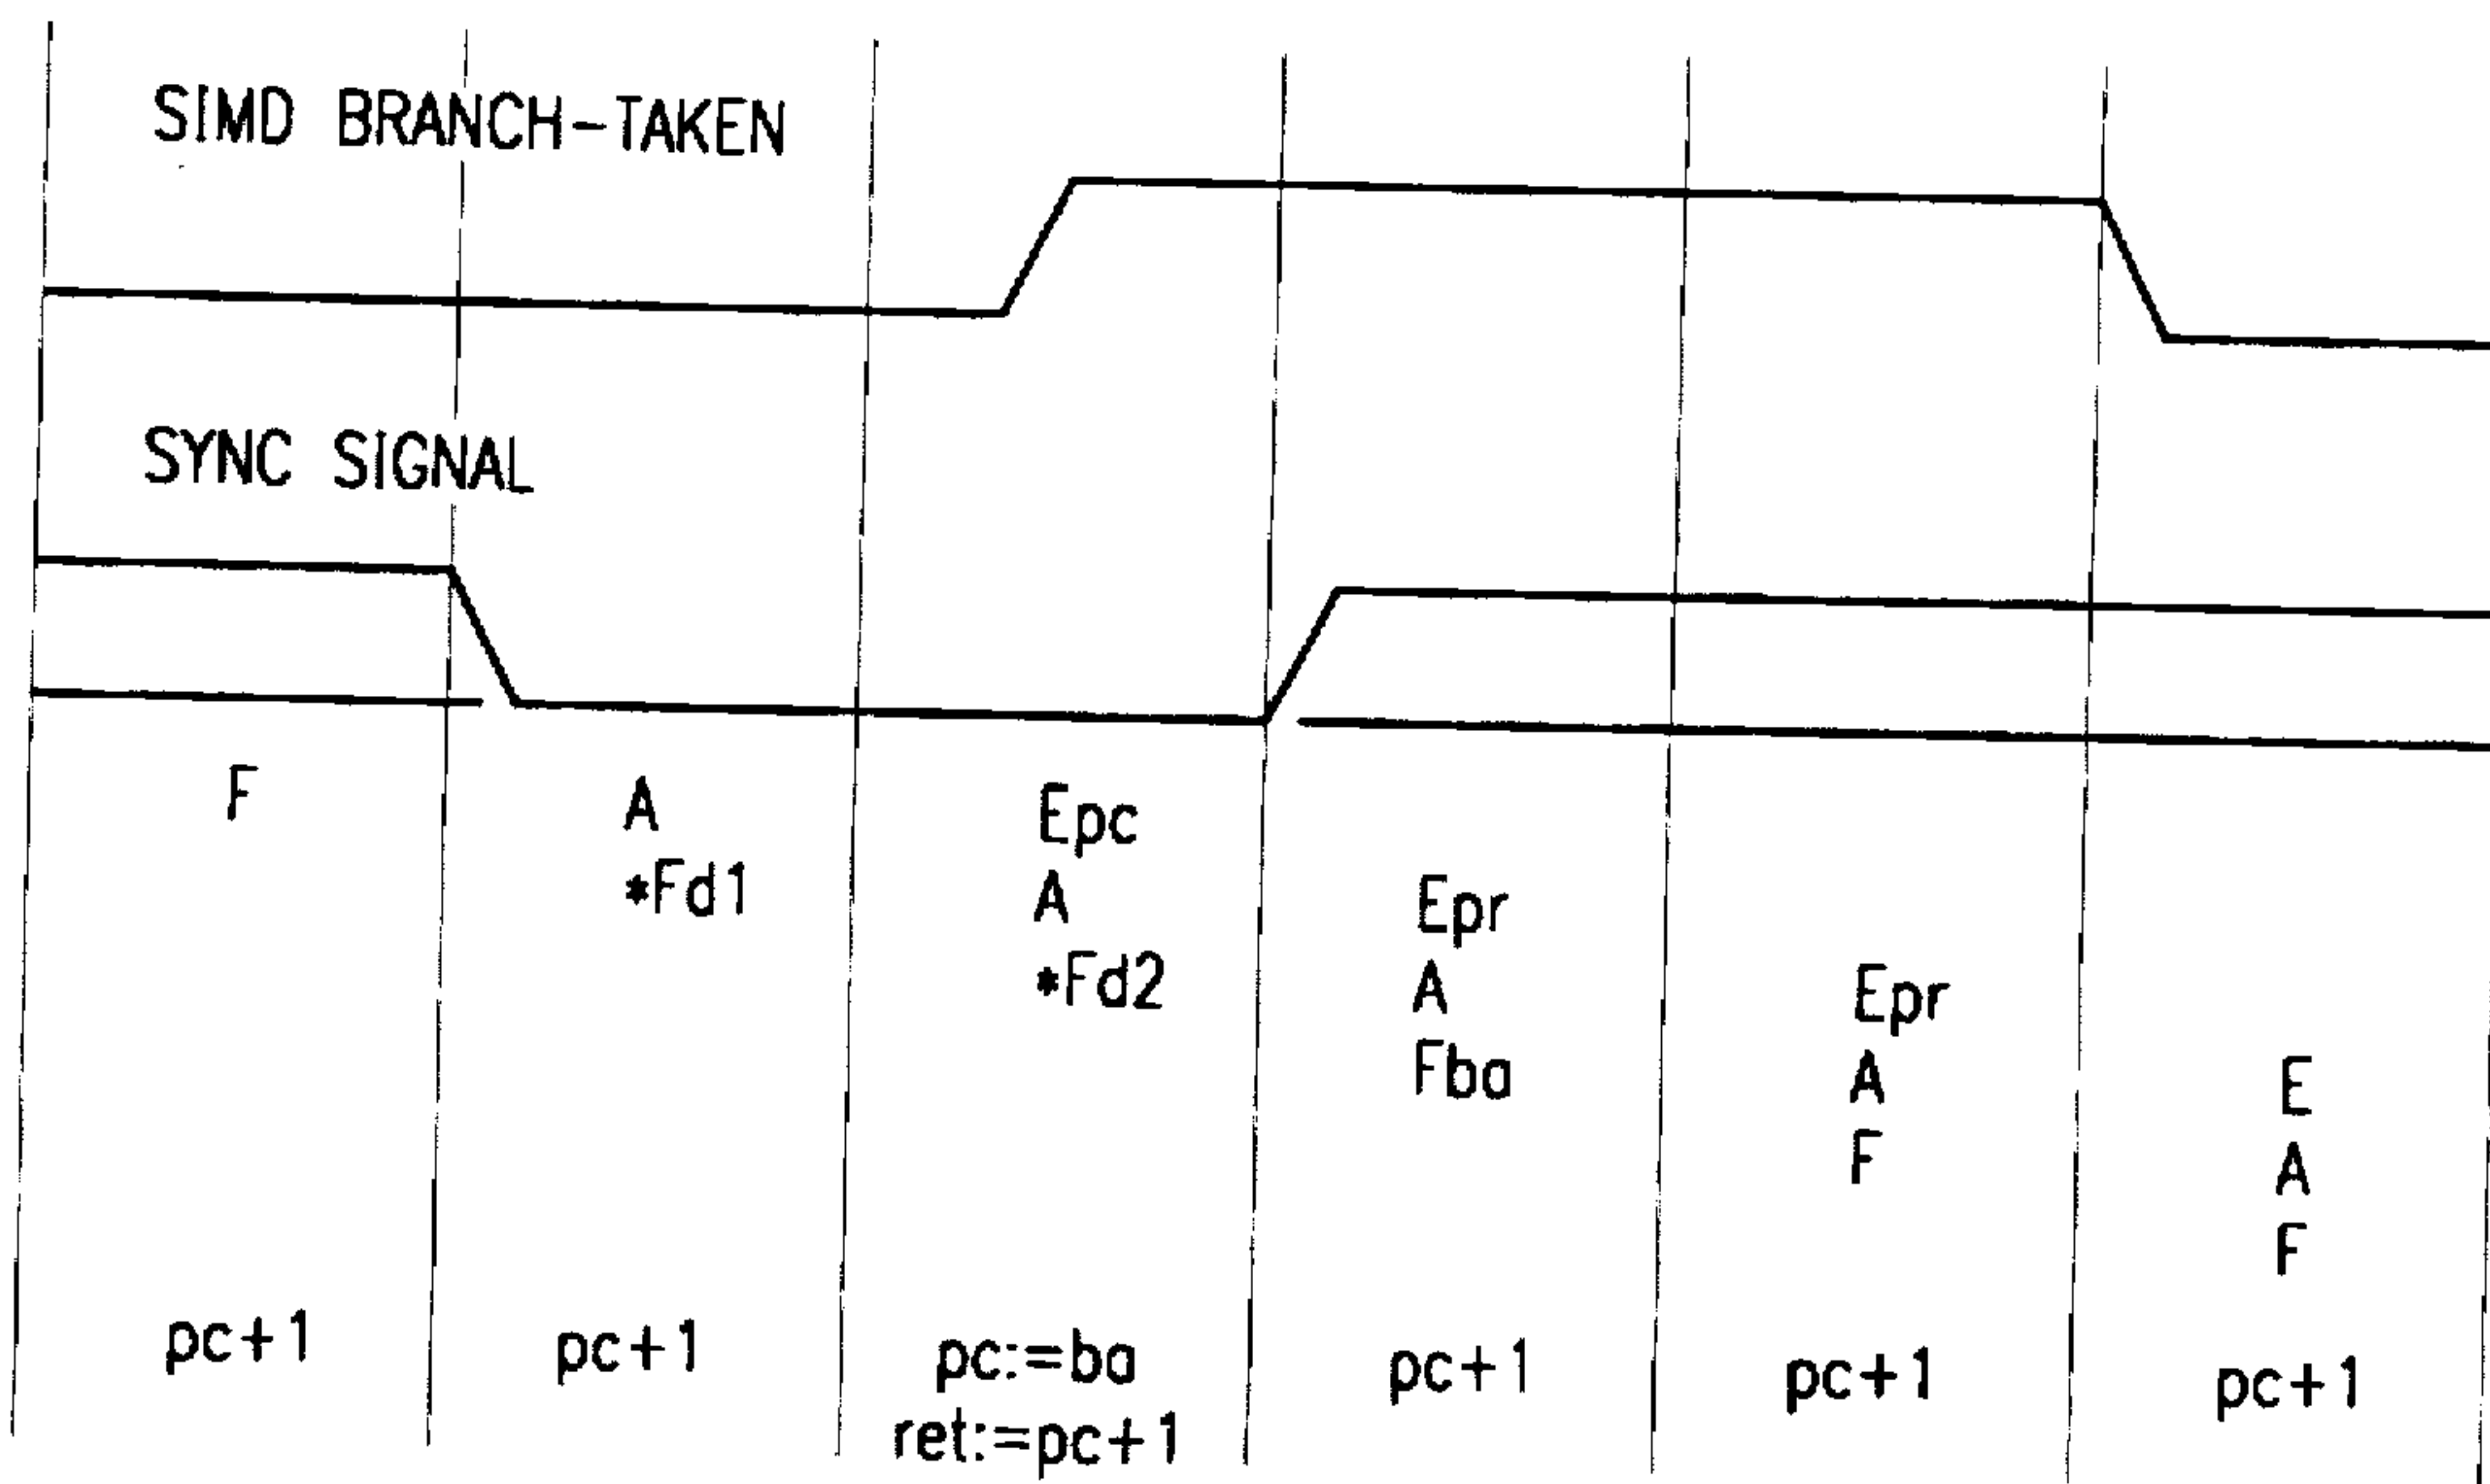 SIMD BRANCH-TAKEN
SYNC SIGNAL
F
A
*Fd1
Epc
A
*Fd2
Epr
A
Fba
Epr
A
F
E
A
F
pc+1
pc+1
pc:=ba
ret:=pc+1
pc+1
pc+1
pc+1